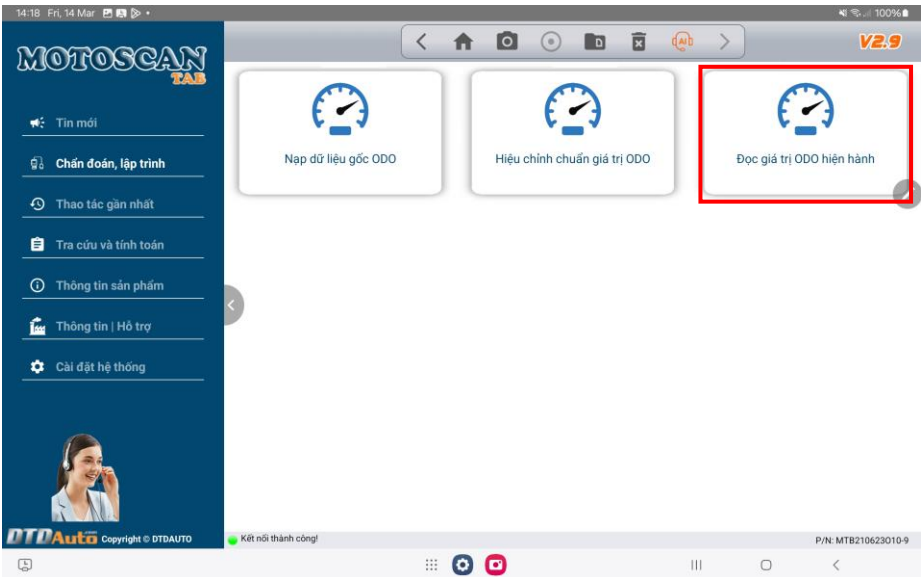 14:18 Fri, 14 Mar
100%
MOTOSCAN
TAB
V2.9
AI
D
Tin mới
Chẩn đoán, lập trình
Thao tác gần nhất
Tra cứu và tính toán
Thông tin sản phẩm
Thông tin | Hỗ trợ
Cài đặt hệ thống
Nạp dữ liệu gốc ODO
Hiệu chỉnh chuẩn giá trị ODO
Đọc giá trị ODO hiện hành
DTDAuto Copyright © DTDAUTO
Kết nối thành công!
P/N: MTB210623O10-9